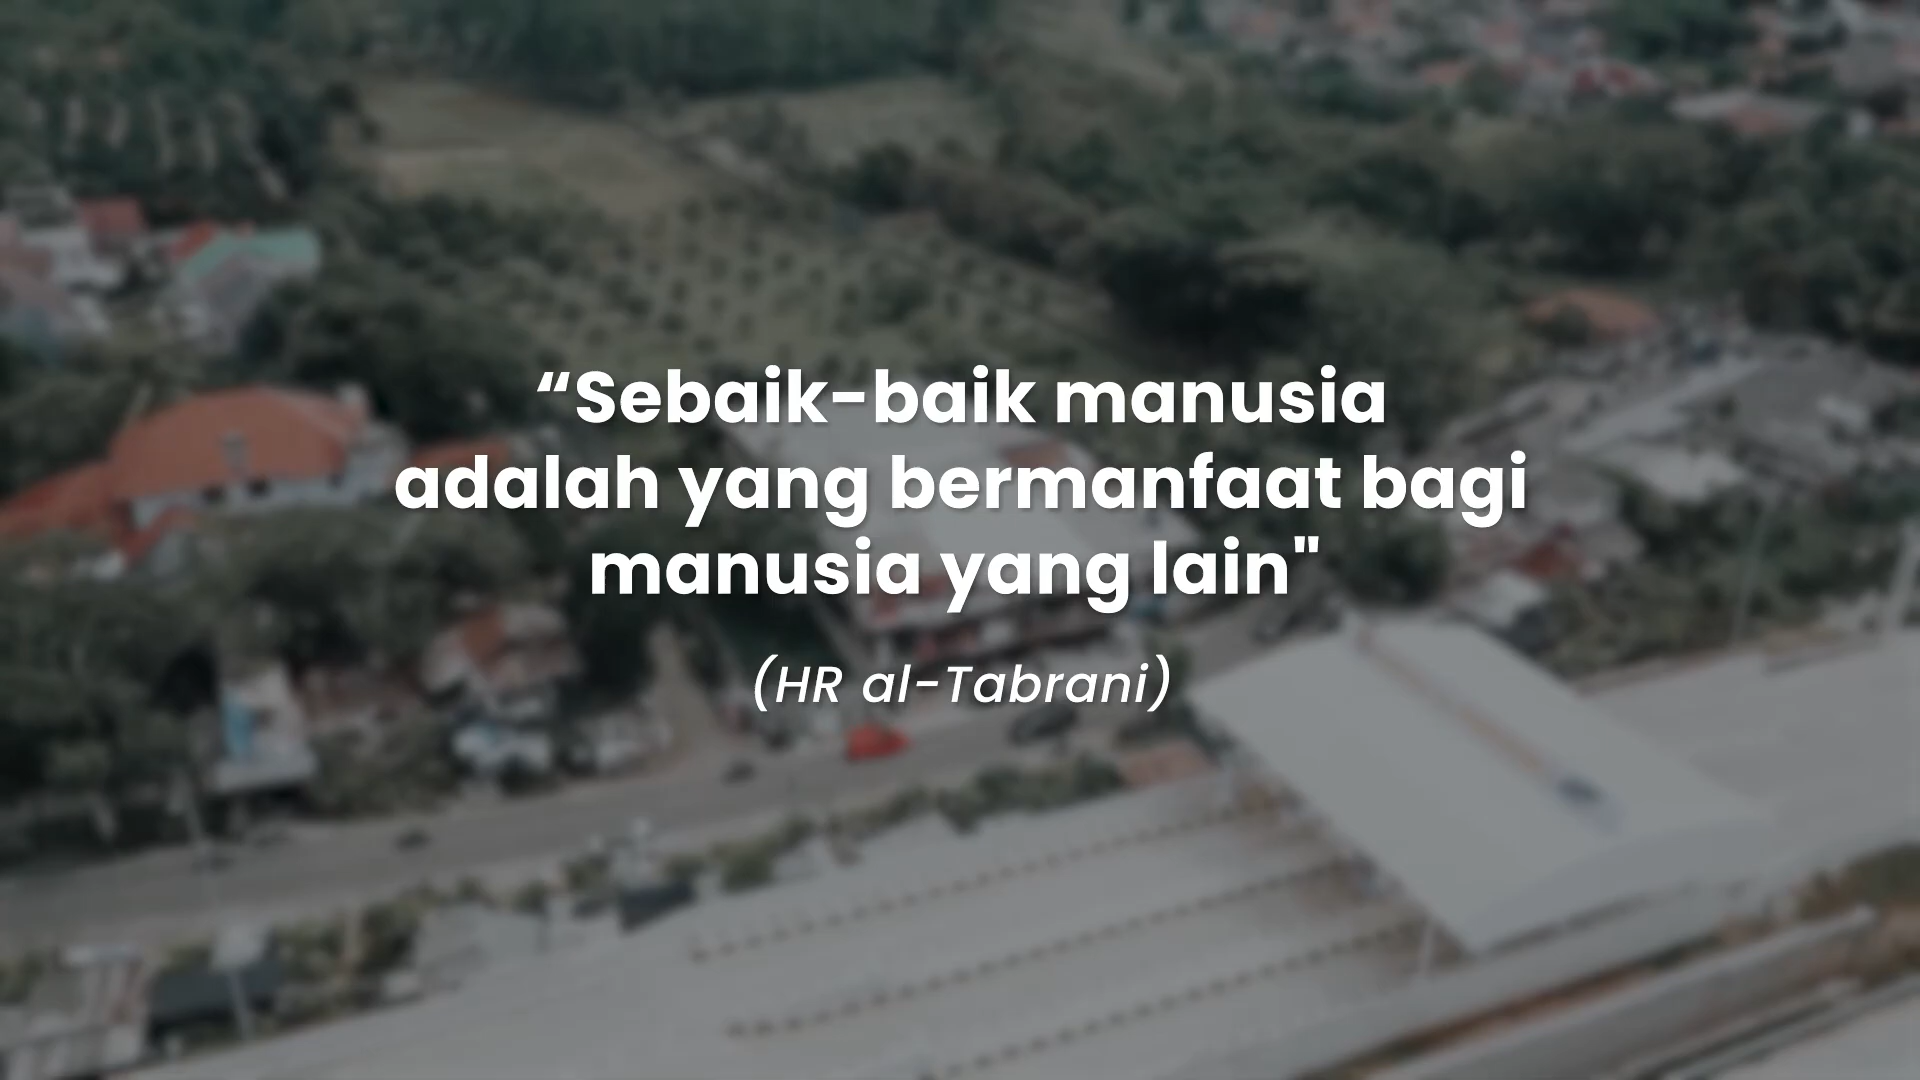 “Sebaik-baik manusia
adalah yang bermanfaat bagi
manusia yang lain"
(HR al-Tabrani)